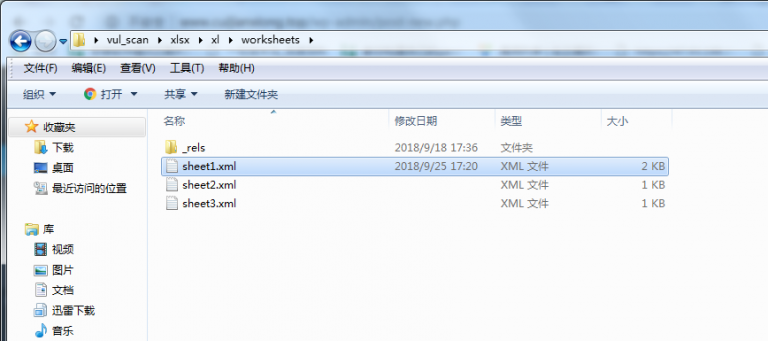 vul_scan ▸ xlsx ▸ xl ▸ worksheets ▸
文件(F) 编辑(E) 查看(V) 工具(T) 帮助(H)
组织 打开 共享 新建文件夹
收藏夹
下载
桌面
最近访问的位置
库
视频
图片
文档
迅雷下载
音乐
名称 修改日期 类型 大小
_rels 2018/9/18 17:36 文件夹
sheet1.xml 2018/9/25 17:20 XML 文件 2 KB
sheet2.xml XML 文件 1 KB
sheet3.xml XML 文件 1 KB